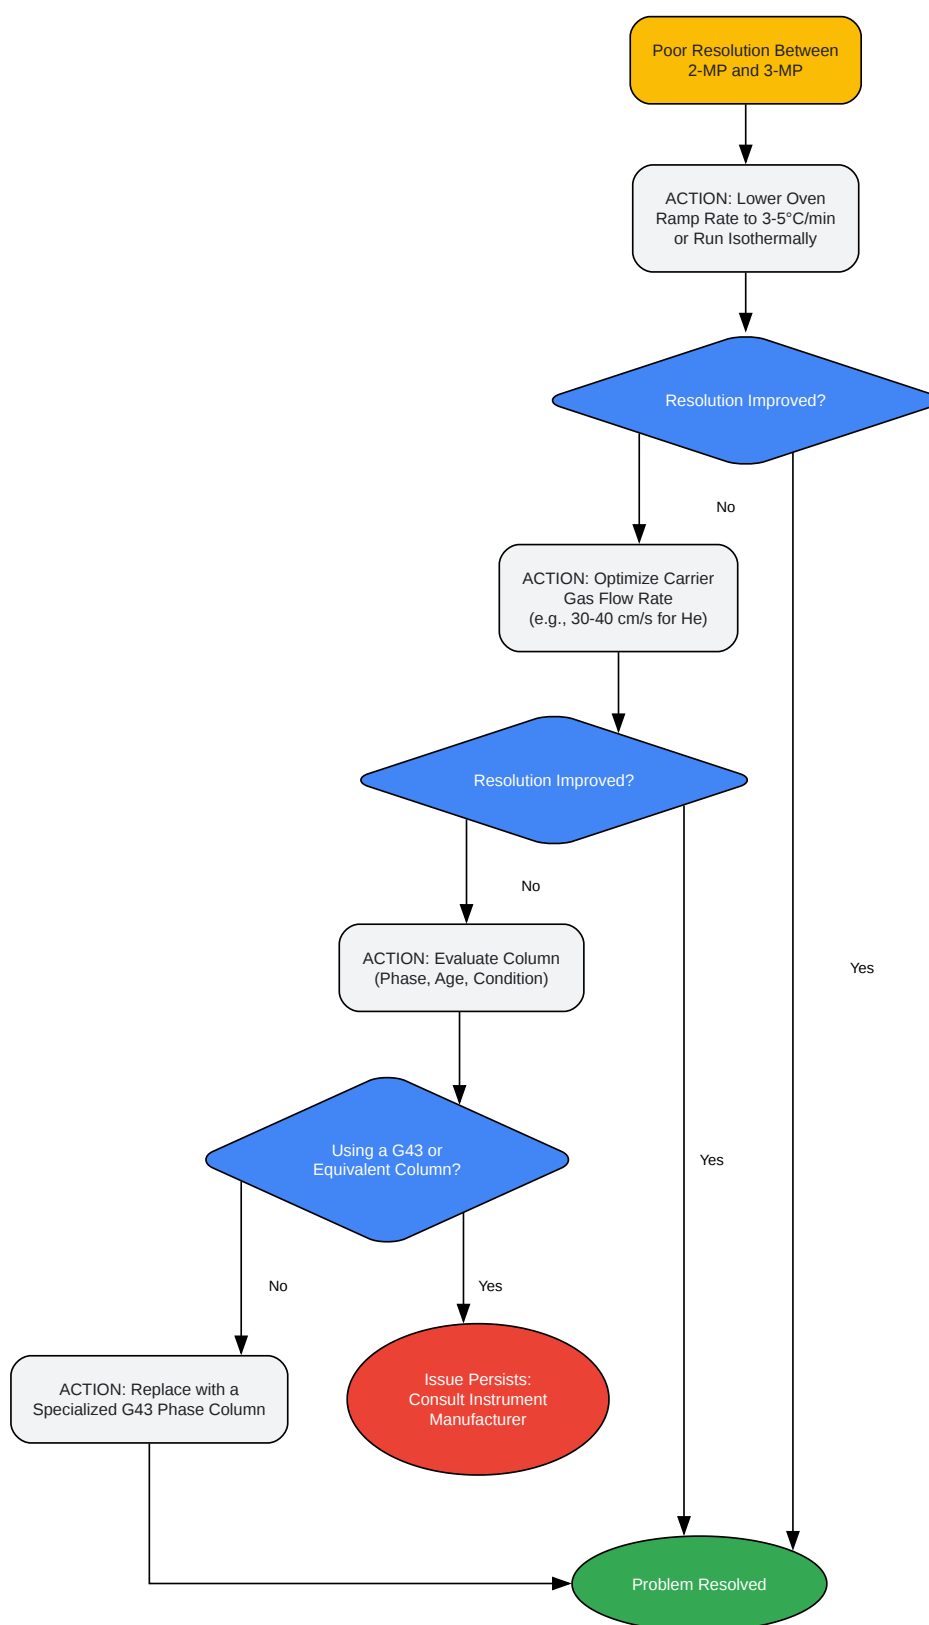 Poor Resolution Between
2-MP and 3-MP
ACTION: Lower Oven
Ramp Rate to 3-5°C/min
or Run Isothermally
Resolution Improved?
No
ACTION: Optimize Carrier
Gas Flow Rate
(e.g., 30-40 cm/s for He)
Resolution Improved?
No
ACTION: Evaluate Column
(Phase, Age, Condition)
Yes
Using a G43 or
Equivalent Column?
Yes
No
Yes
Issue Persists:
Consult Instrument
Manufacturer
ACTION: Replace with a
Specialized G43 Phase Column
Problem Resolved